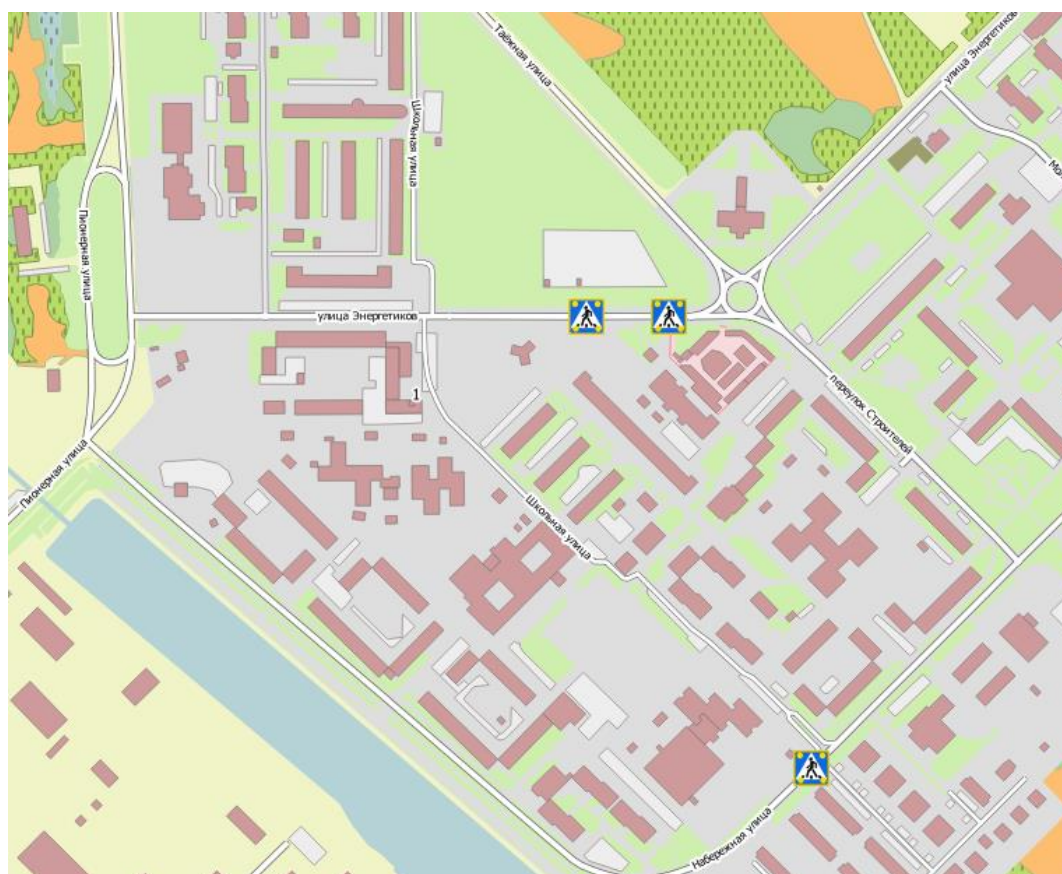 Таёжная улица
улица Энергетиков
Школьная улица
Пионерная улица
улица Энергетиков
переулок Строителей
1
Пионерная улица
Школьная улица
Набережная улица